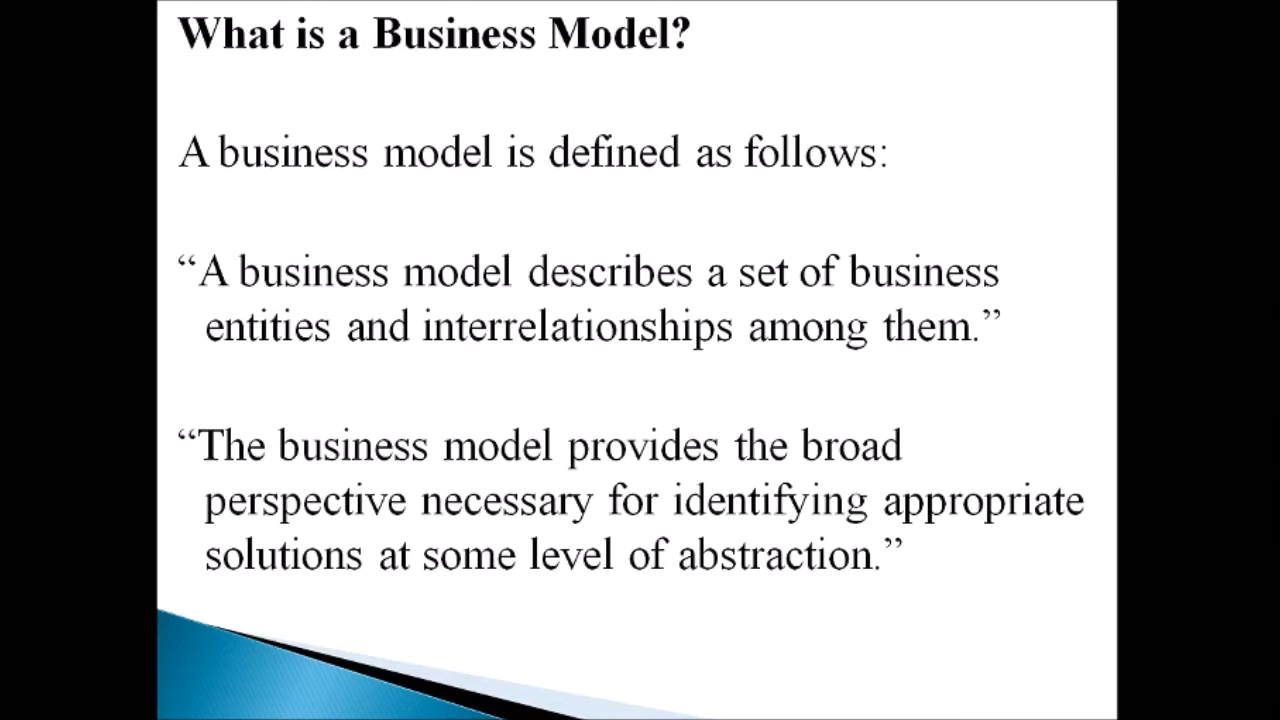 What is a Business Model?
A business model is defined as follows:
“A business model describes a set of business
entities and interrelationships among them.”
“The business model provides the broad
perspective necessary for identifying appropriate
solutions at some level of abstraction.”